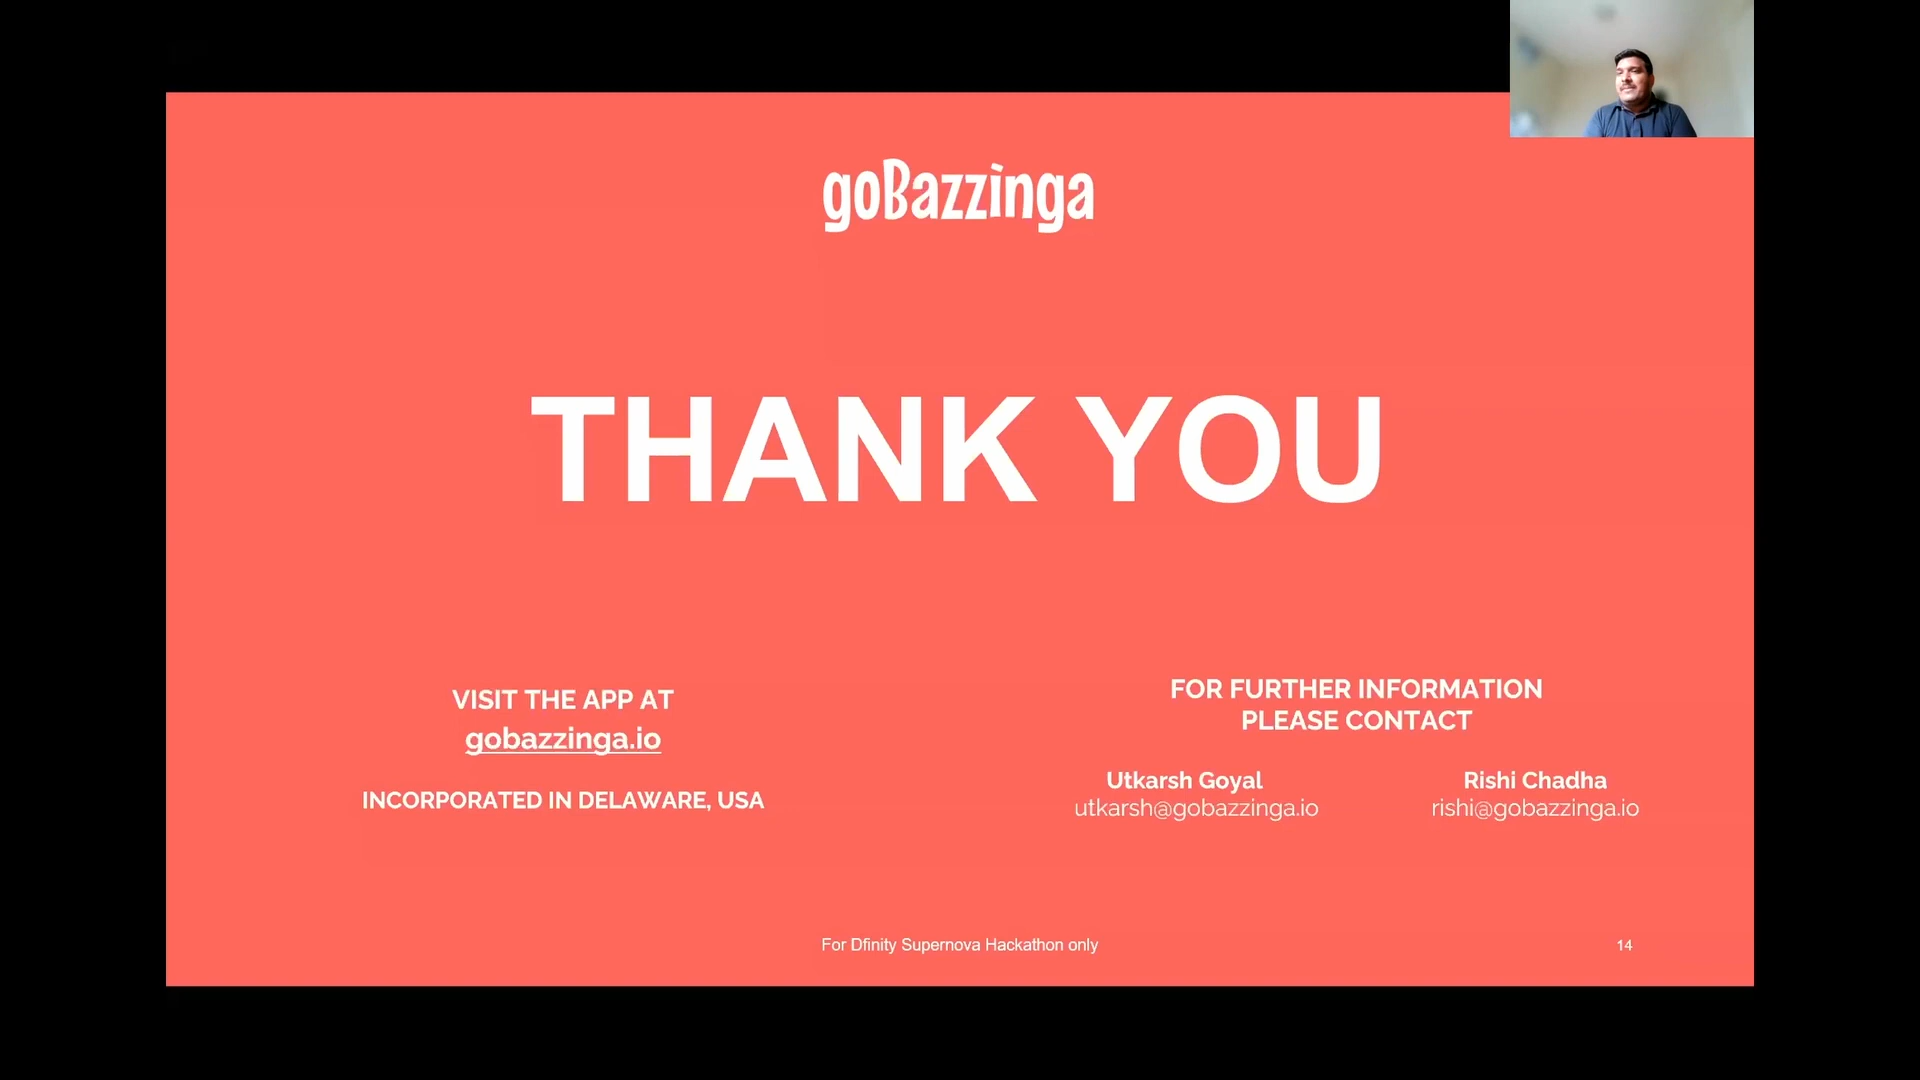 goBazzinga
THANK YOU
VISIT THE APP AT
gobazzinga.io
INCORPORATED IN DELAWARE, USA
FOR FURTHER INFORMATION
PLEASE CONTACT
Utkarsh Goyal
utkarsh@gobazzinga.io
Rishi Chadha
rishi@gobazzinga.io
For Dfinity Supernova Hackathon only
14